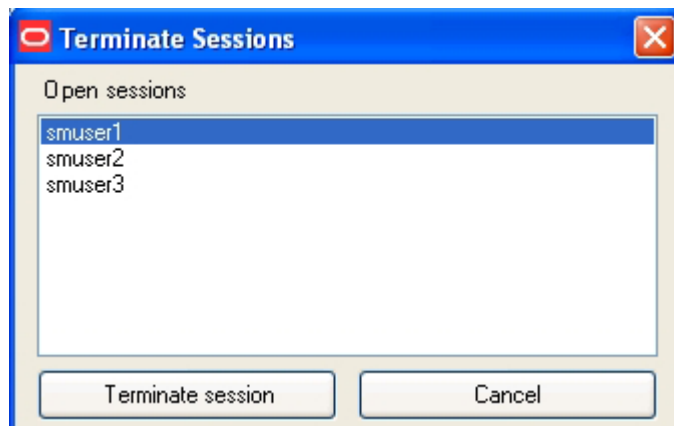 Terminate Sessions
Open sessions
smuser1
smuser2
smuser3
Terminate session Cancel